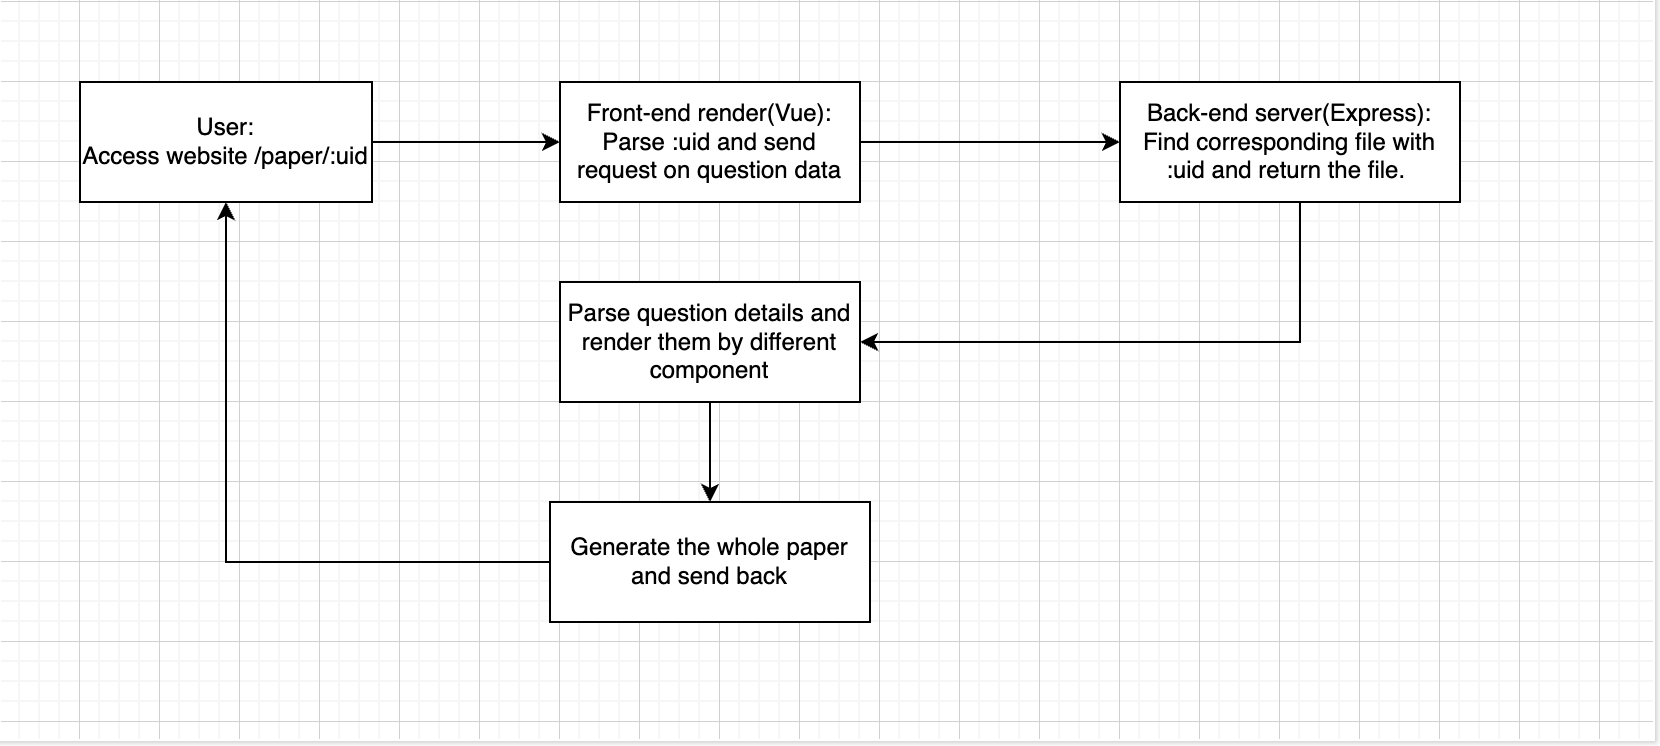 User:
Access website /paper/:uid
Front-end render(Vue):
Parse :uid and send
request on question data
Back-end server(Express):
Find corresponding file with
:uid and return the file.
Parse question details and
render them by different
component
Generate the whole paper
and send back